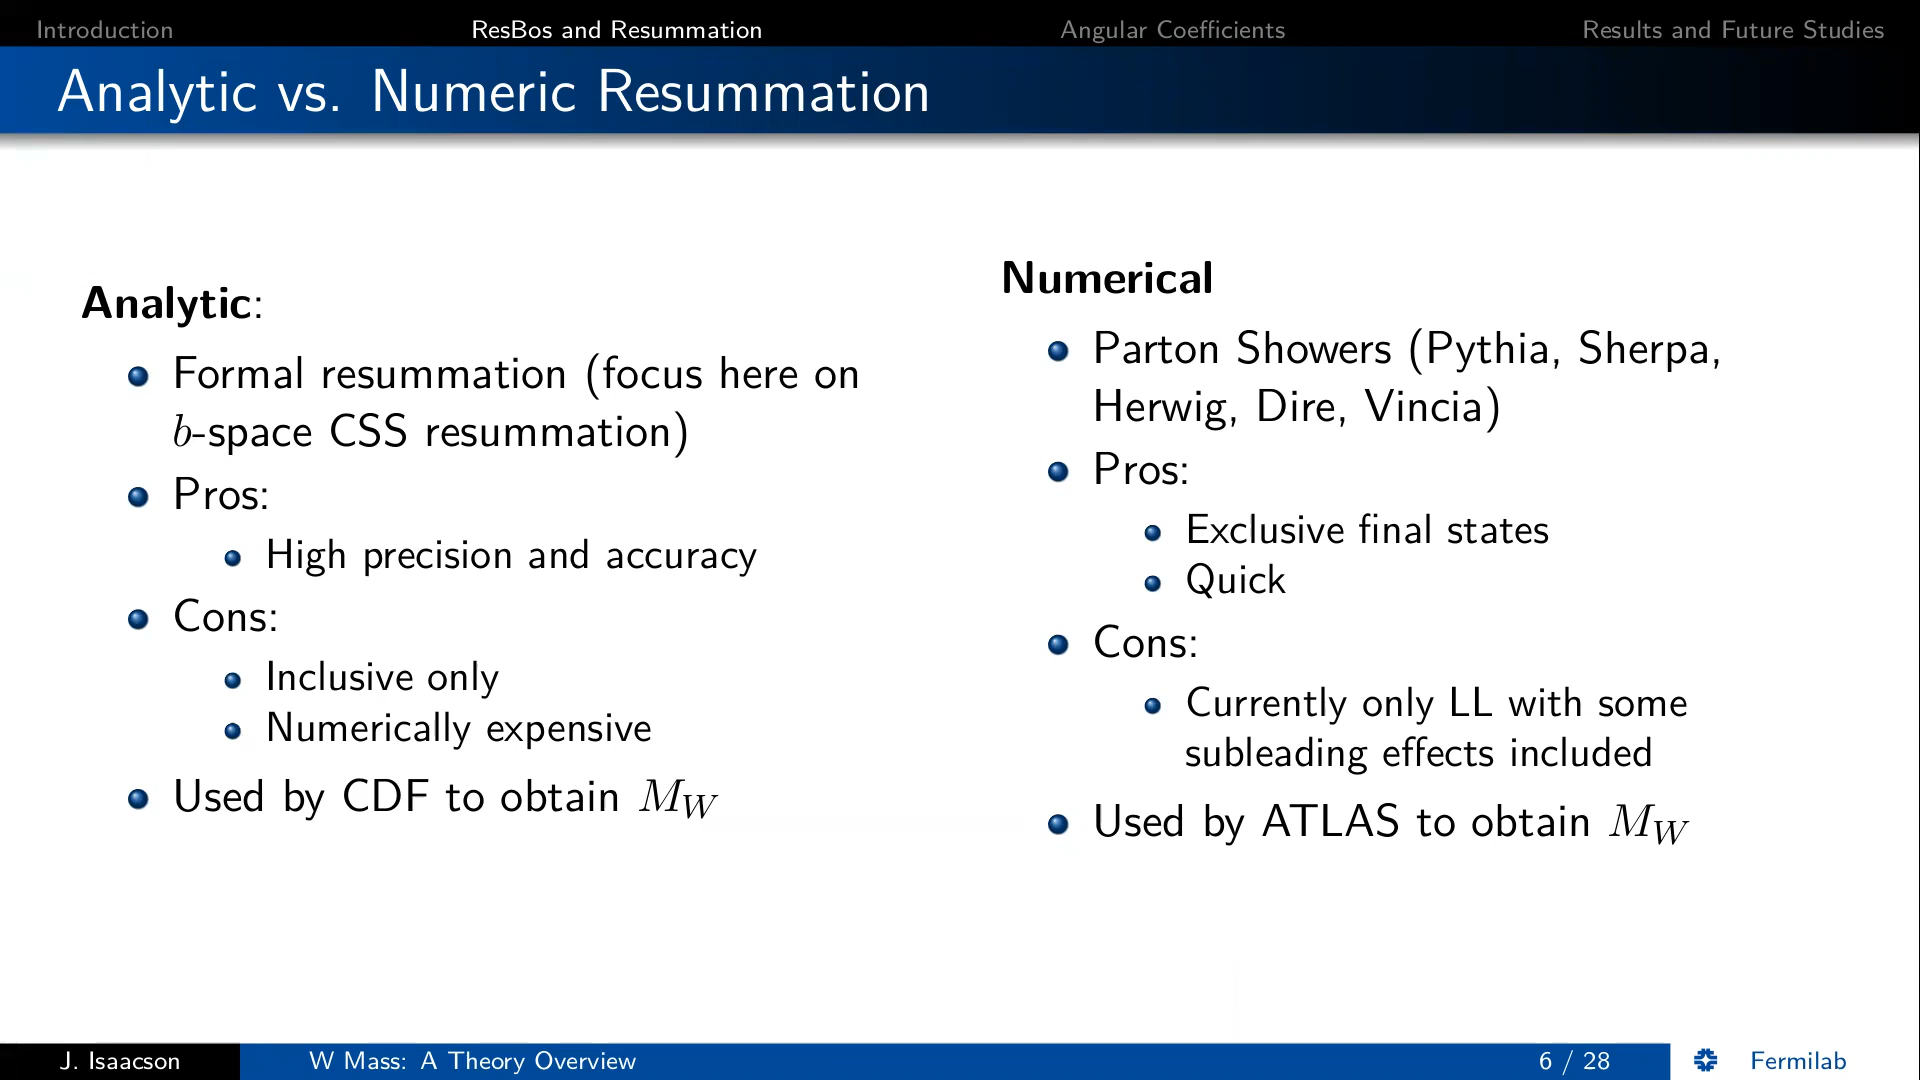 Introduction
ResBos and Resummation
Angular Coefficients
Results and Future Studies
Analytic vs. Numeric Resummation
Analytic:
Formal resummation (focus here on
b-space CSS resummation)
Pros:
High precision and accuracy
Cons:
Inclusive only
Numerically expensive
Used by CDF to obtain M_W
Numerical
Parton Showers (Pythia, Sherpa,
Herwig, Dire, Vincia)
Pros:
Exclusive final states
Quick
Cons:
Currently only LL with some
subleading effects included
Used by ATLAS to obtain M_W
J. Isaacson
W Mass: A Theory Overview
6 / 28
Fermilab